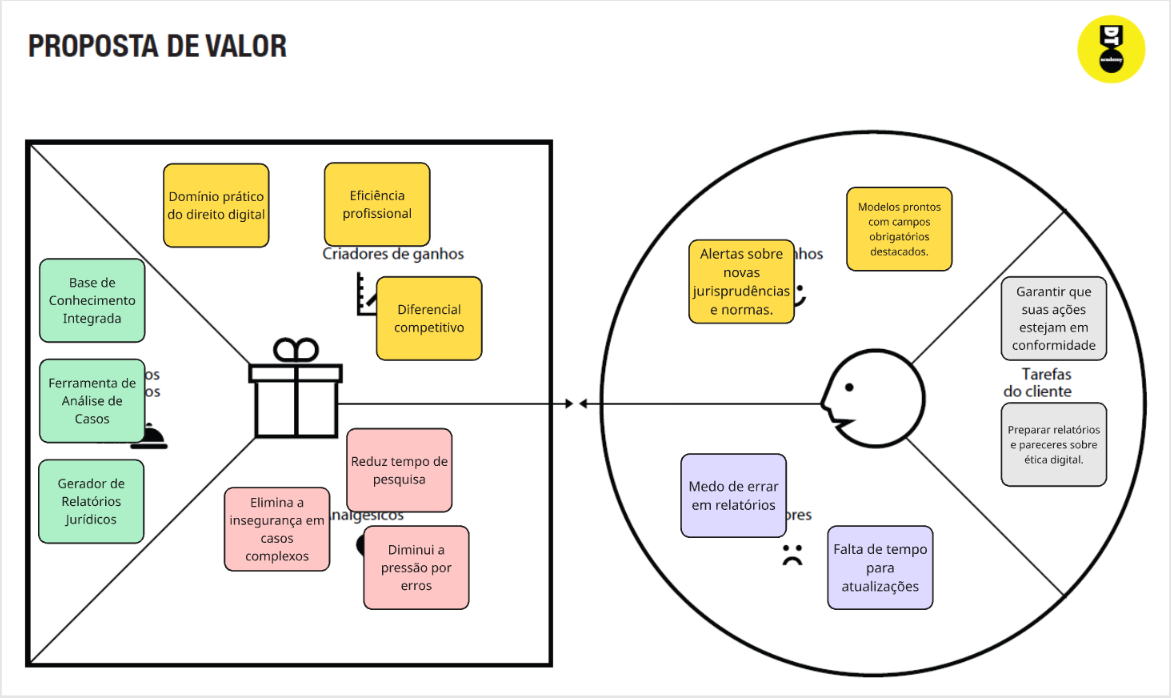 PROPOSTA DE VALOR
DT
academy
Domínio prático
do direito digital
Eficiência
profissional
Criadores de ganhos
Diferencial
competitivo
Base de
Conhecimento
Integrada
Ferramenta de
Análise de
Casos
Gerador de
Relatórios
Jurídicos
os
os
Reduz tempo de
pesquisa
Elimina a
insegurança em
casos
complexos
Analgésicos
Diminui a
pressão por
erros
Modelos prontos
com campos
obrigatórios
destacados.
Alertas sobre
novas
jurisprudências
e normas.
nhos
Garantir que
suas ações
estejam em
conformidade
Tarefas
do cliente
Preparar relatórios
e pareceres sobre
ética digital.
Medo de errar
em relatórios
ores
Falta de tempo
para
atualizações